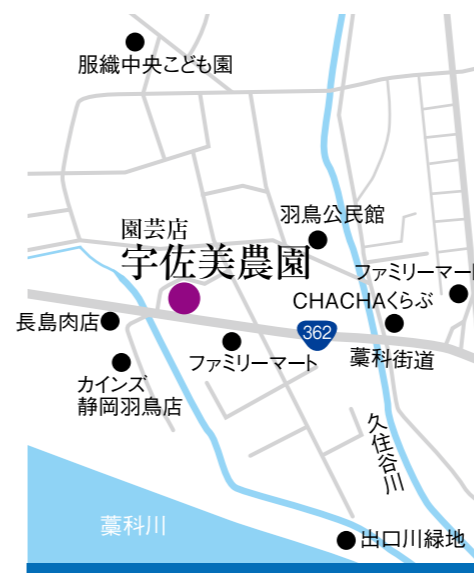 服織中央こども園
羽鳥公民館
園芸店
宇佐美農園
ファミリーマー
CHACHAくらぶ
長島肉店
362
ファミリーマート
藁科街道
カインズ
静岡羽鳥店
久住谷川
藁科川
出口川緑地